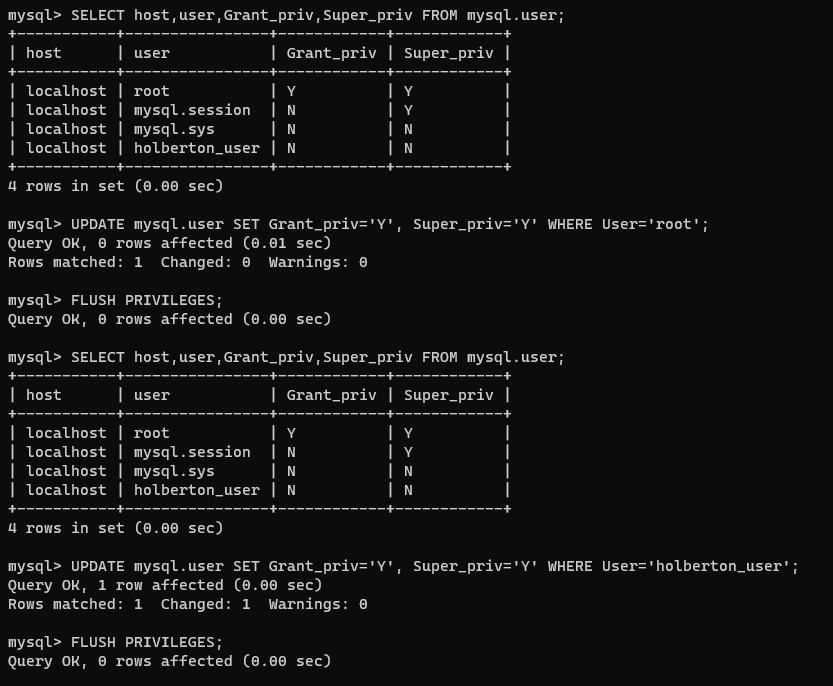 mysql> SELECT host,user,Grant_priv,Super_priv FROM mysql.user;
+-----------+----------------+------------+------------+
| host      | user           | Grant_priv | Super_priv |
+-----------+----------------+------------+------------+
| localhost | root           | Y          | Y          |
| localhost | mysql.session  | N          | Y          |
| localhost | mysql.sys      | N          | N          |
| localhost | holberton_user | N          | N          |
+-----------+----------------+------------+------------+
4 rows in set (0.00 sec)

mysql> UPDATE mysql.user SET Grant_priv='Y', Super_priv='Y' WHERE User='root';
Query OK, 0 rows affected (0.01 sec)
Rows matched: 1  Changed: 0  Warnings: 0

mysql> FLUSH PRIVILEGES;
Query OK, 0 rows affected (0.00 sec)

mysql> SELECT host,user,Grant_priv,Super_priv FROM mysql.user;
+-----------+----------------+------------+------------+
| host      | user           | Grant_priv | Super_priv |
+-----------+----------------+------------+------------+
| localhost | root           | Y          | Y          |
| localhost | mysql.session  | N          | Y          |
| localhost | mysql.sys      | N          | N          |
| localhost | holberton_user | N          | N          |
+-----------+----------------+------------+------------+
4 rows in set (0.00 sec)

mysql> UPDATE mysql.user SET Grant_priv='Y', Super_priv='Y' WHERE User='holberton_user';
Query OK, 1 row affected (0.00 sec)
Rows matched: 1  Changed: 1  Warnings: 0

mysql> FLUSH PRIVILEGES;
Query OK, 0 rows affected (0.00 sec)